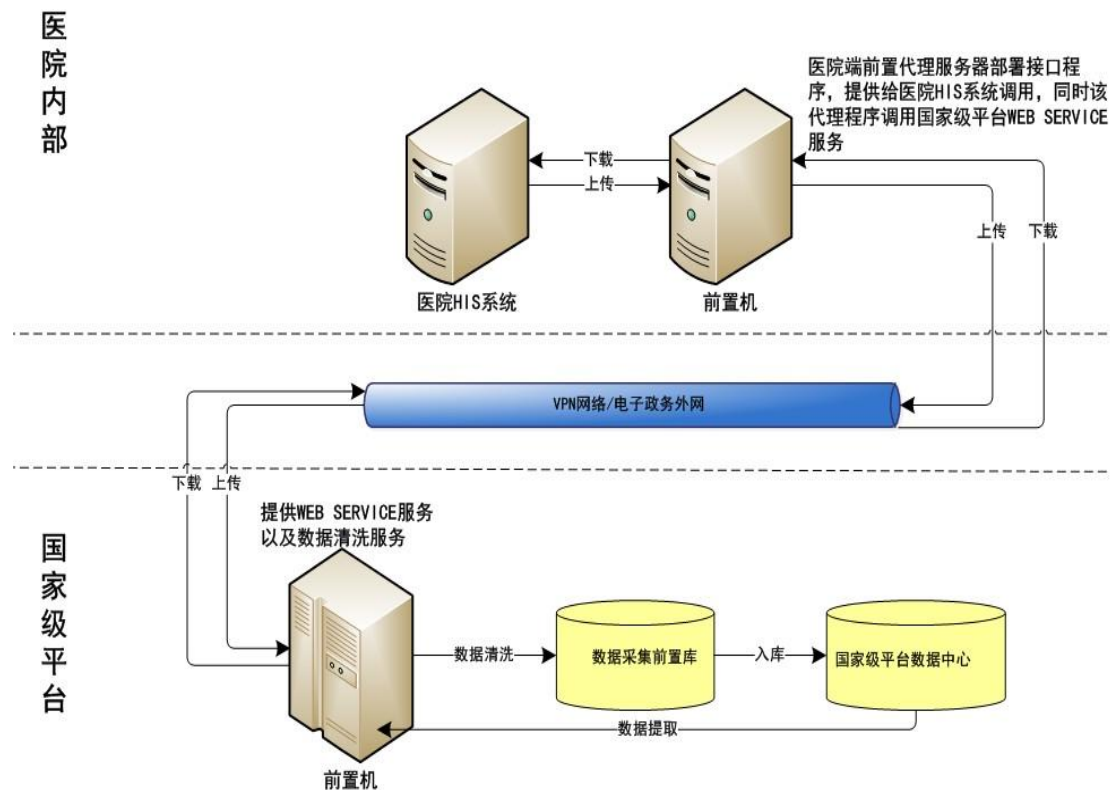 医院内部
医院端前置代理服务器部署接口程
序，提供给医院HIS系统调用，同时该
代理程序调用国家级平台WEB SERVICE
服务
下载
上传
上传
下载
医院HIS系统
前置机
VPN网络/电子政务外网
下载
上传
国家级平台
提供WEB SERVICE服务
以及数据清洗服务
数据清洗
数据采集前置库
入库
国家级平台数据中心
数据提取
前置机